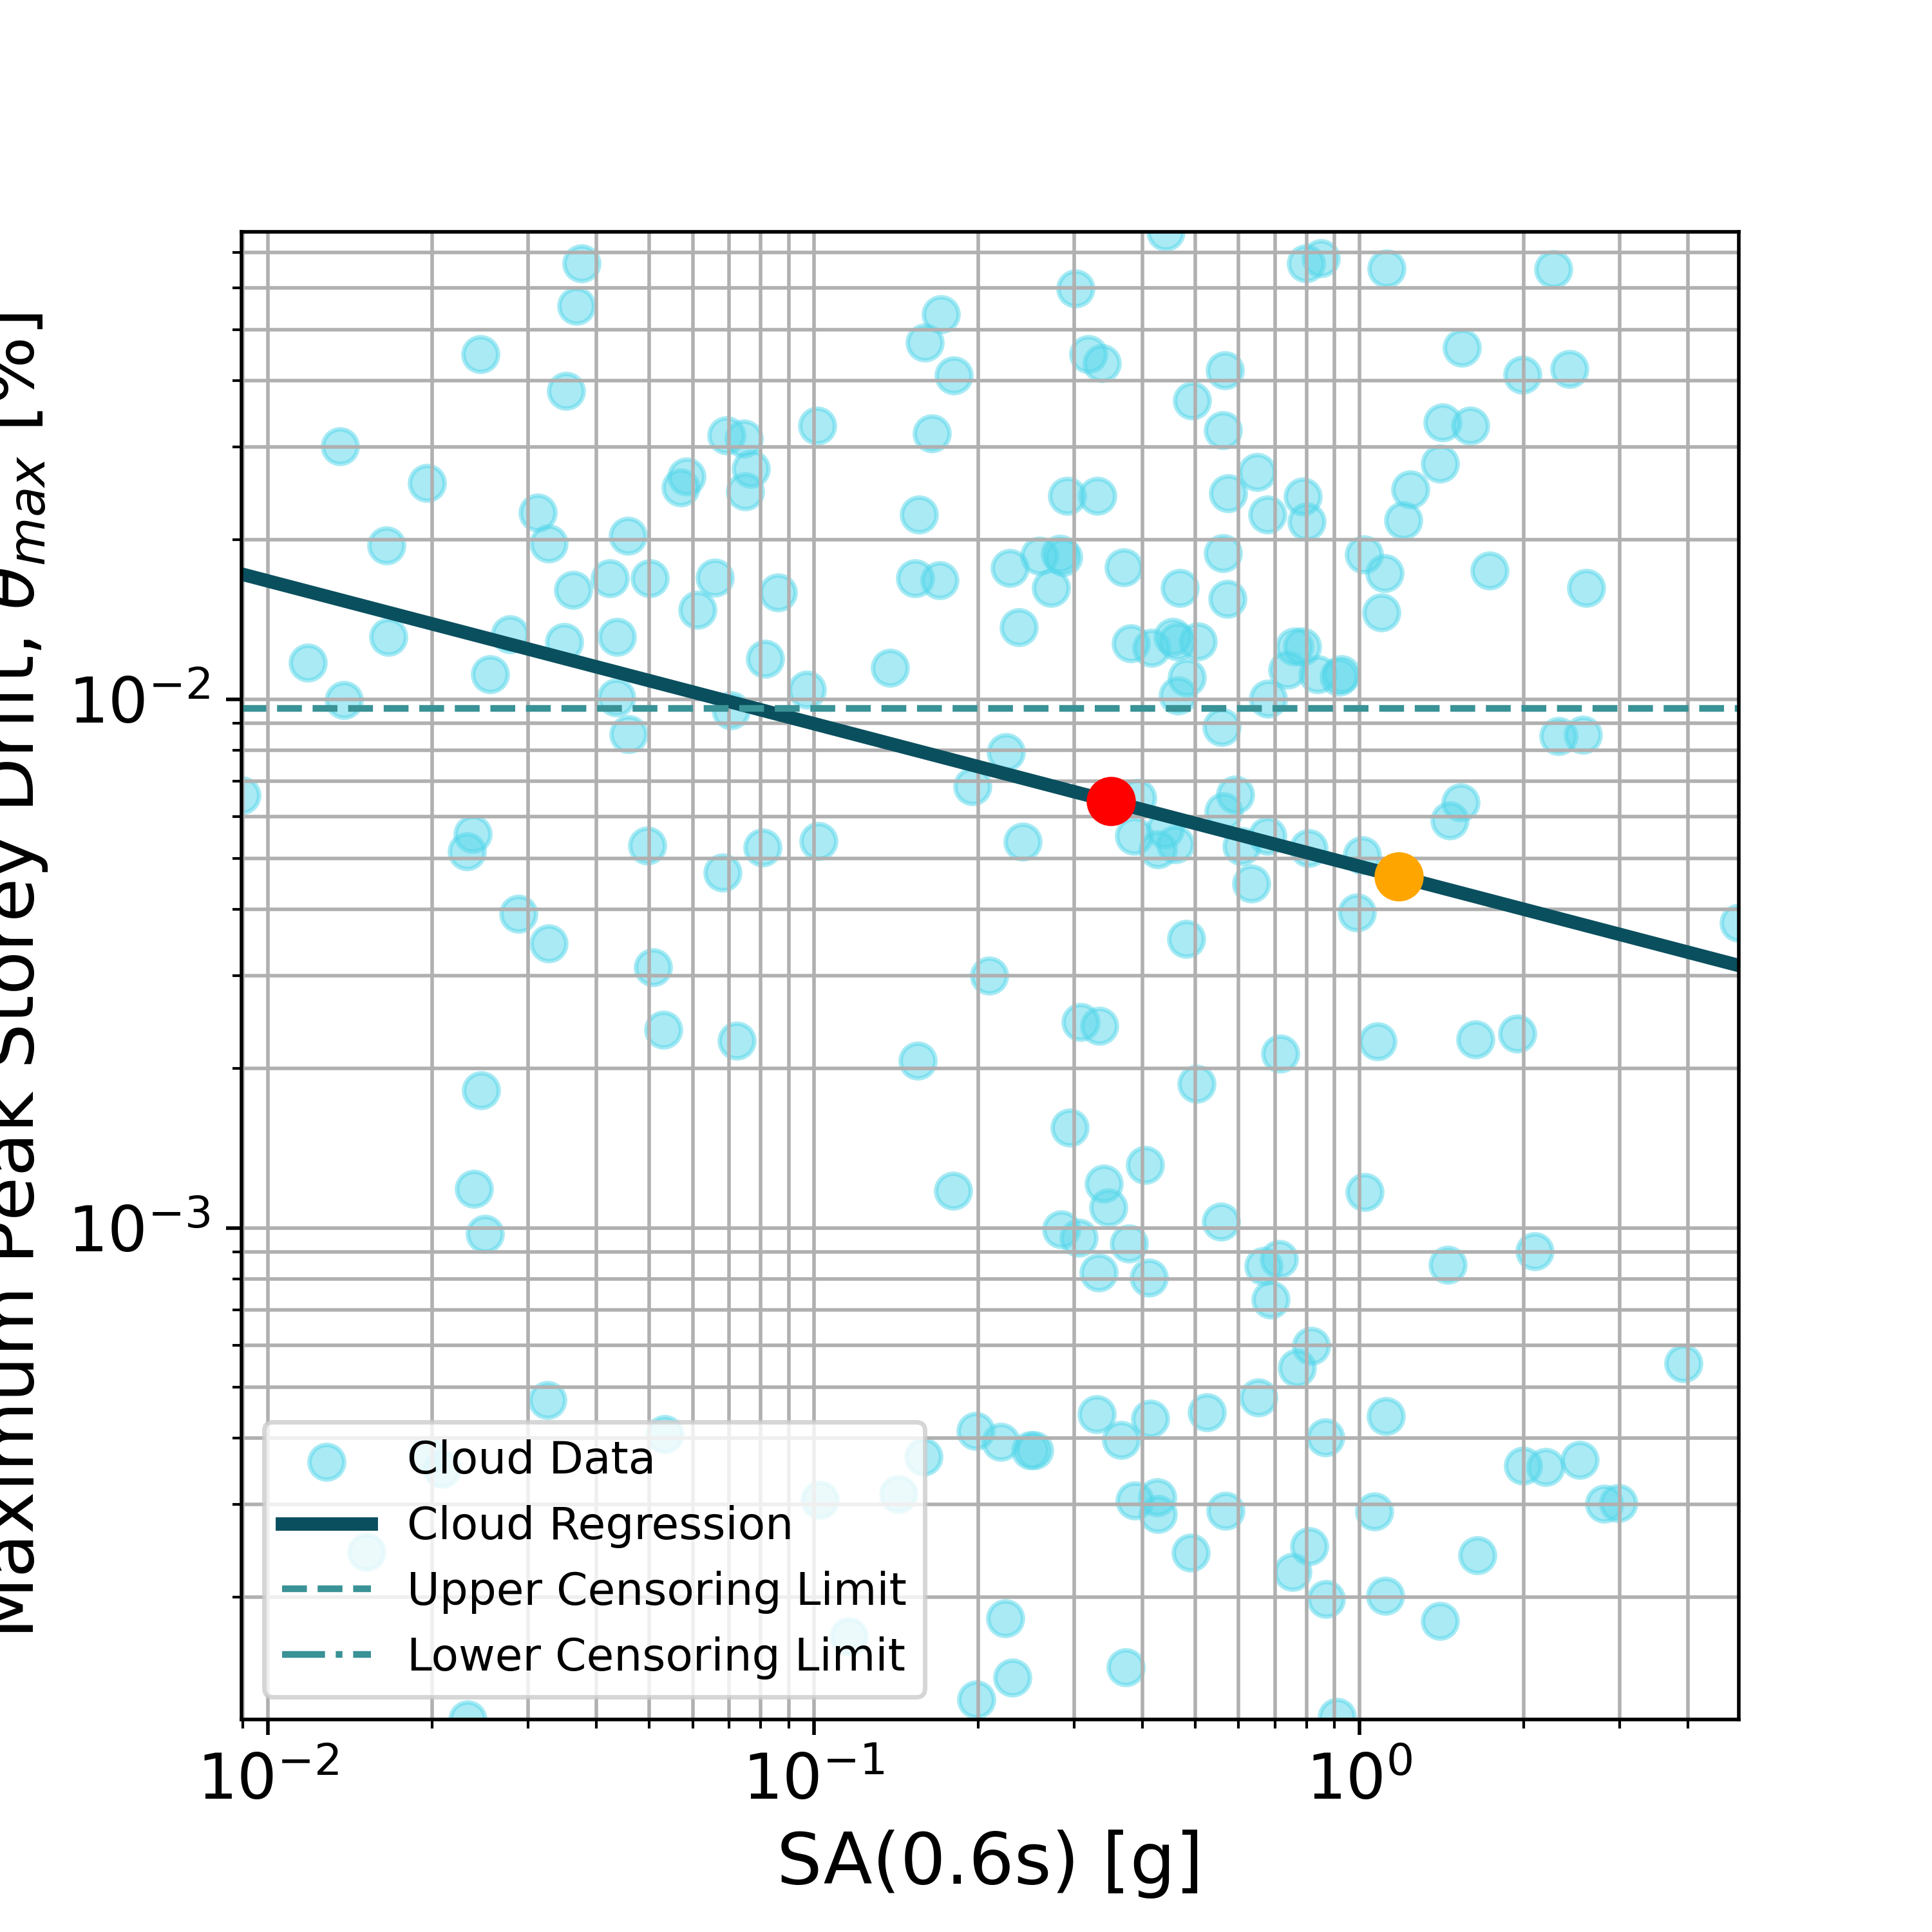 Maximum Peak Storey Drift, θmax [%]
10⁻²
10⁻³
Cloud Data
Cloud Regression
Upper Censoring Limit
Lower Censoring Limit
10⁻²
10⁻¹
10⁰
SA(0.6s) [g]